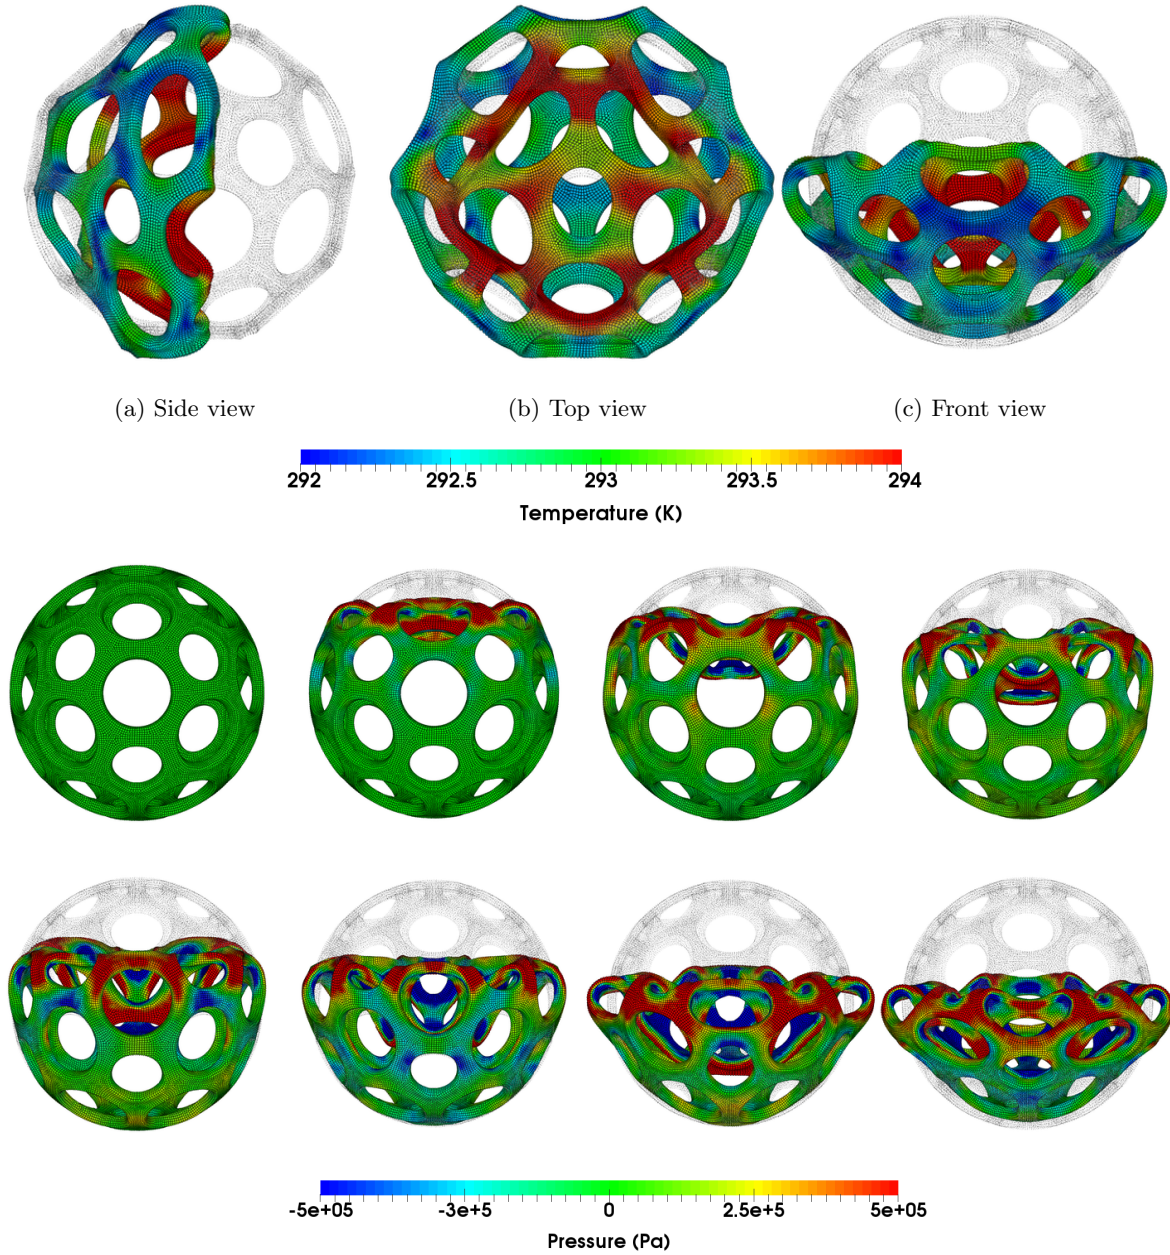 (a) Side view (b) Top view (c) Front view
292 292.5 293 293.5 294
Temperature (K)
-5e+05 -3e+5 0 2.5e+5 5e+05
Pressure (Pa)